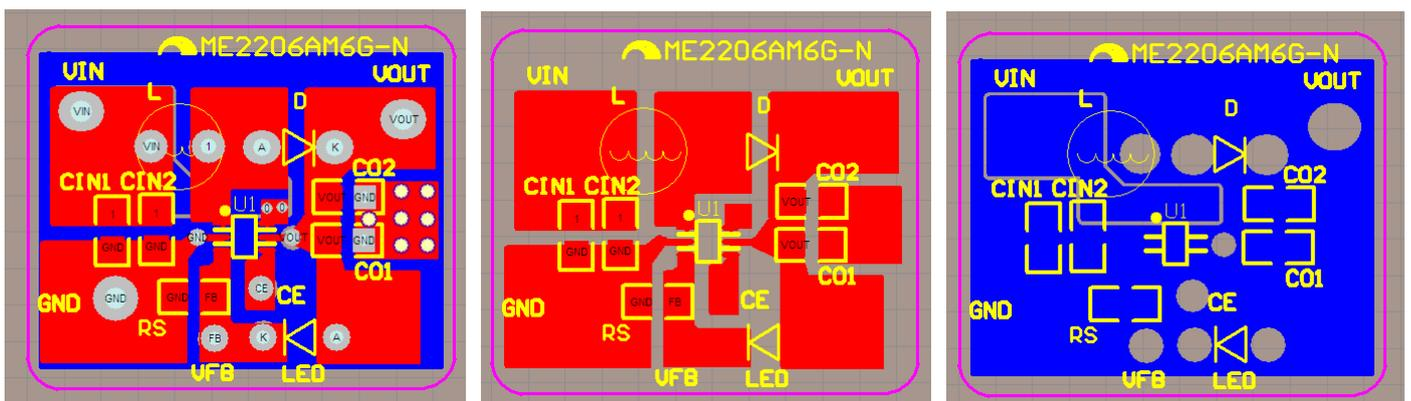 ME2206AM6G-N
VIN
VOUT
L
D
VIN
VOUT
VIN
1
A
K
CIN1 CIN2
CO2
1
1
VOUT
GND
U1
0
0
GND
VOUT
GND
GND
VOUT
GND
CO1
GND
GND
GND
FB
CE
CE
RS
FB
K
A
VFB
LED
ME2206AM6G-N
VIN
VOUT
L
D
CIN1 CIN2
CO2
1
1
VOUT
U1
GND
GND
VOUT
CO1
GND
GND
FB
CE
RS
VFB
LED
ME2206AM6G-N
VIN
VOUT
L
D
CIN1 CIN2
CO2
U1
CO1
GND
CE
RS
VFB
LED